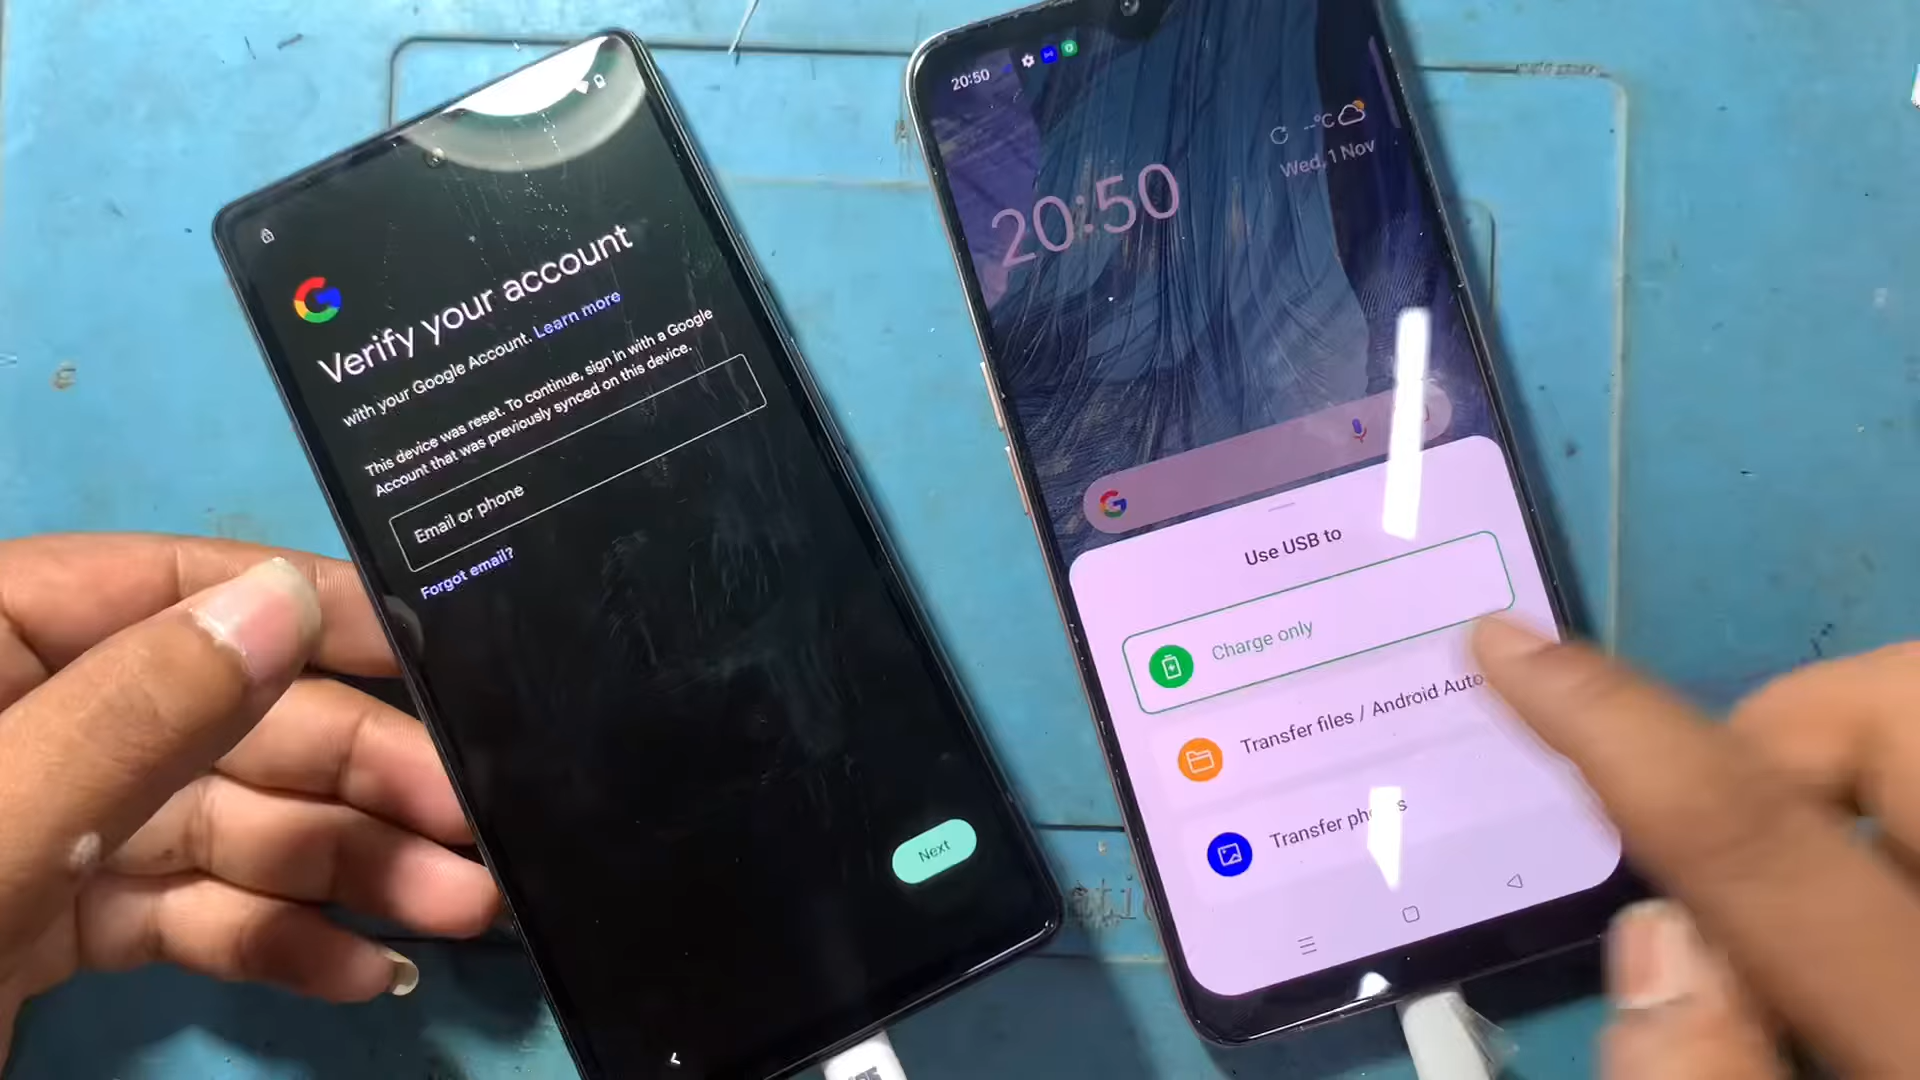 Verify your account
with your Google Account. Learn more
This device was reset. To continue, sign in with a Google
Account that was previously synced on this device.
Email or phone
Forgot email?
Next
20:50
--°C
Wed, 1 Nov
20:50
Use USB to
Charge only
Transfer files / Android Auto
Transfer